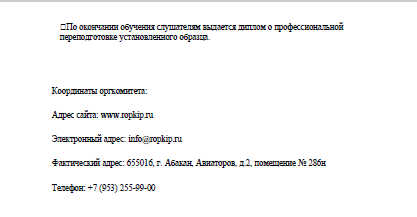 □По окончании обучения слушателям выдается диплом о профессиональной
переподготовке установленного образца.
Координаты оргкомитета:
Адрес сайта: www.ropkip.ru
Электронный адрес: info@ropkip.ru
Фактический адрес: 655016, г. Абакан, Авиаторов, д.2, помещение № 286н
Телефон: +7 (953) 255-99-00